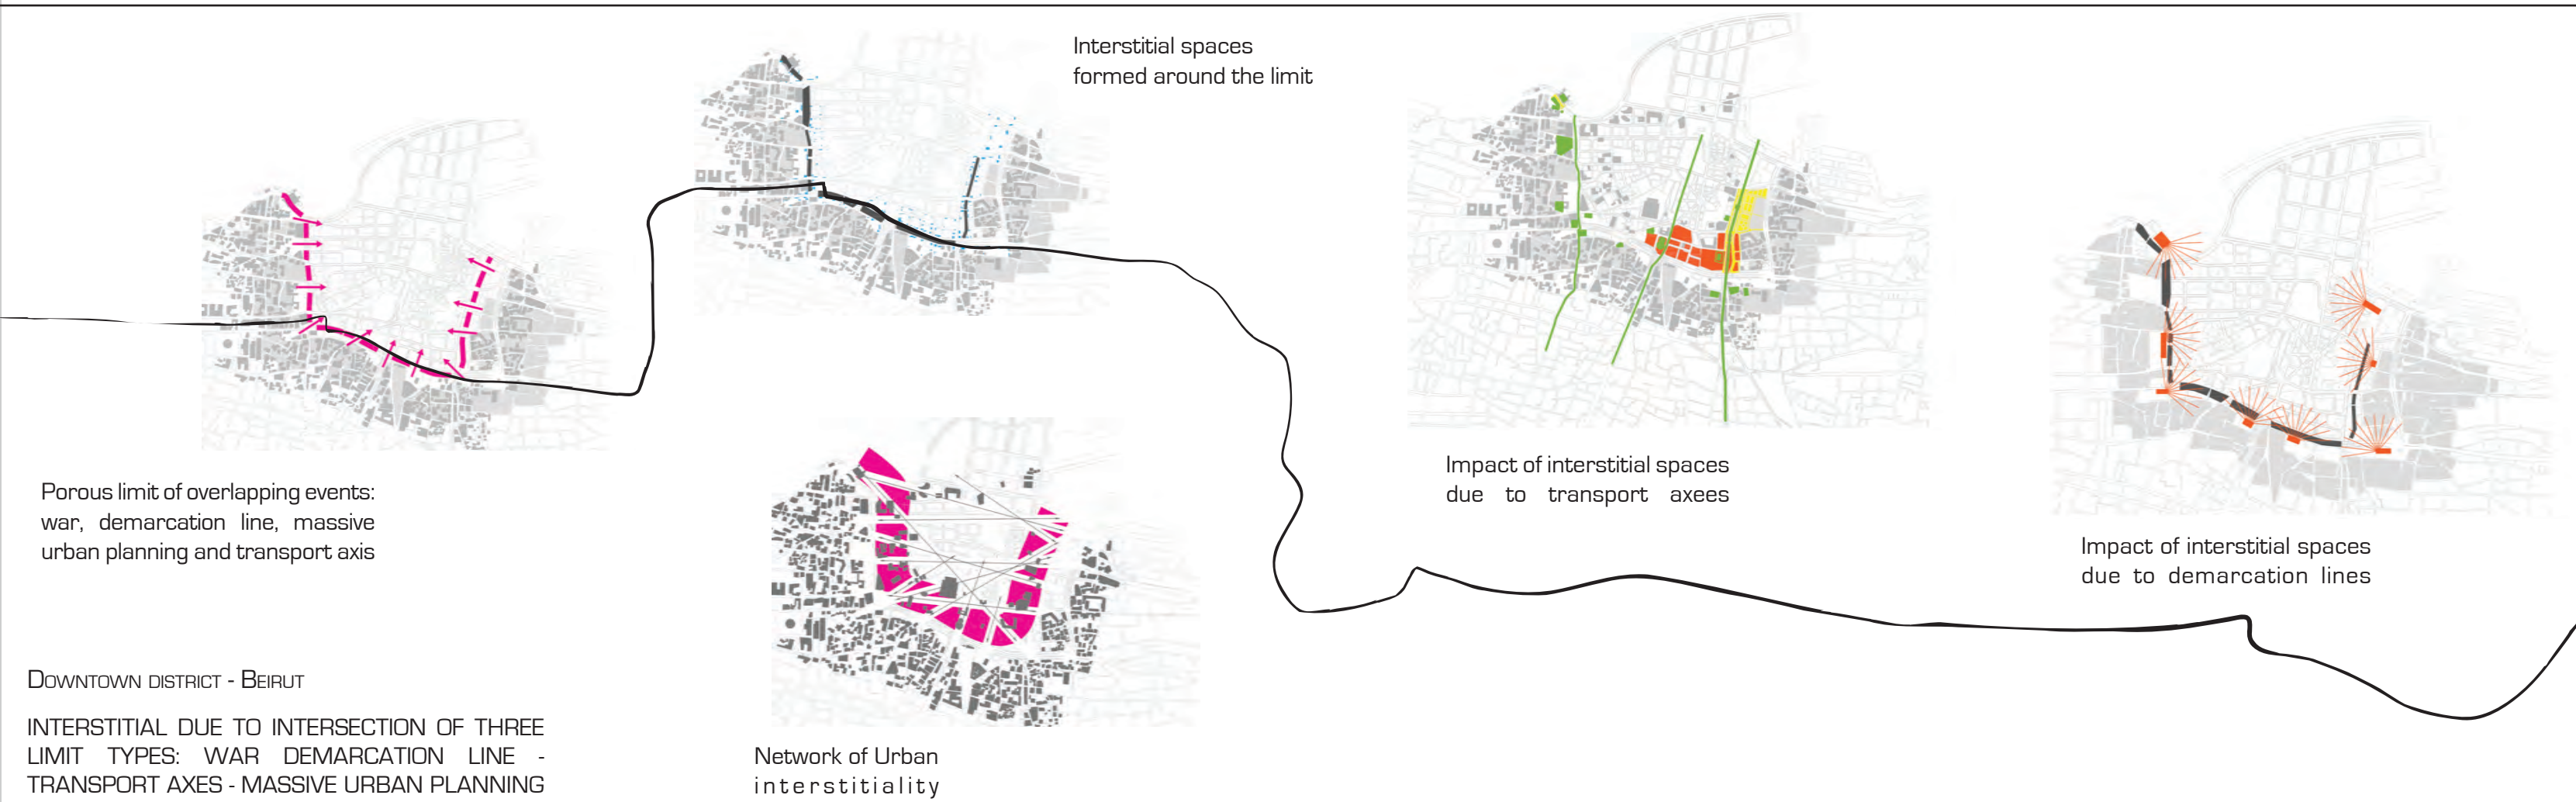 Interstitial spaces
formed around the limit
Porous limit of overlapping events:
war, demarcation line, massive
urban planning and transport axis
Impact of interstitial spaces
due to transport axees
Impact of interstitial spaces
due to demarcation lines
Downtown district - Beirut
INTERSTITIAL DUE TO INTERSECTION OF THREE
LIMIT TYPES: WAR DEMARCATION LINE -
TRANSPORT AXES - MASSIVE URBAN PLANNING
Network of Urban
interstitiality